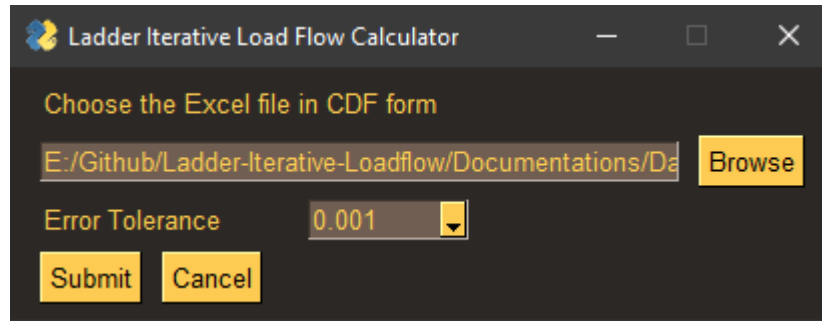 Ladder Iterative Load Flow Calculator
Choose the Excel file in CDF form
E:/Github/Ladder-Iterative-Loadflow/Documentations/Da Browse
Error Tolerance 0.001
Submit Cancel